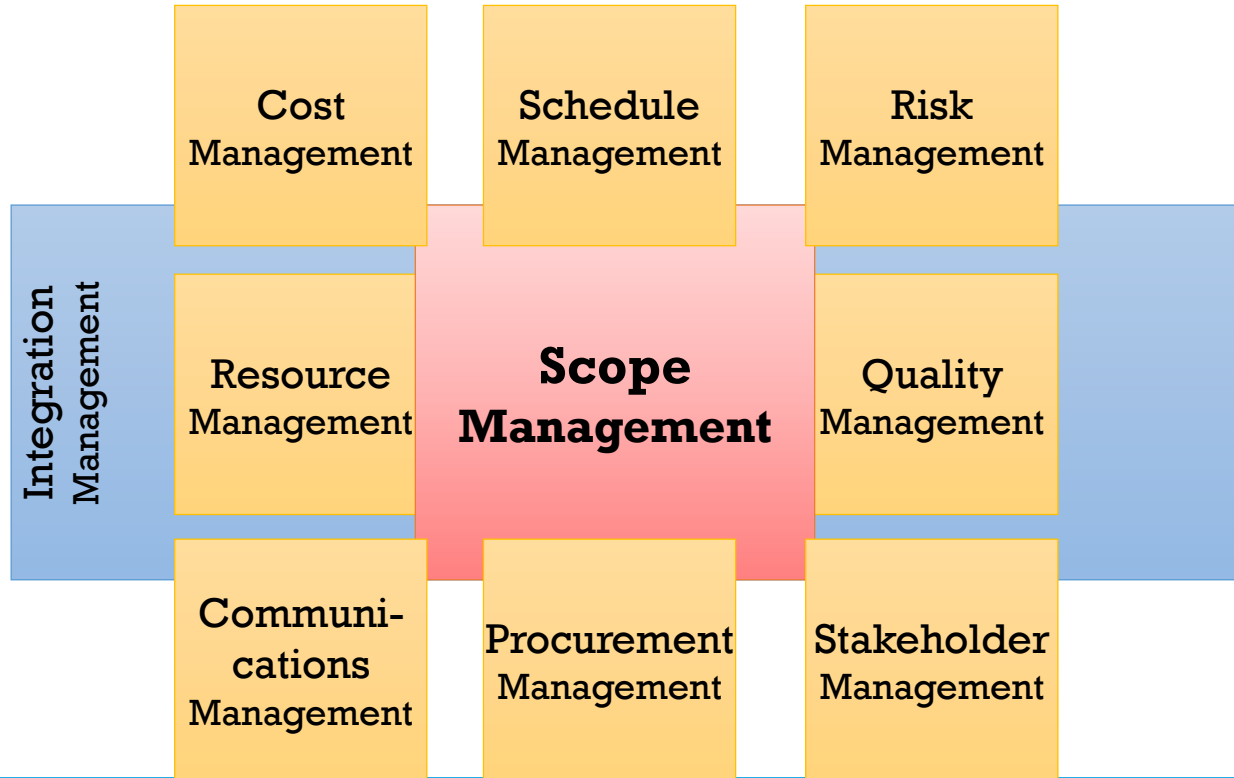 Cost
Management
Schedule
Management
Risk
Management
Integration
Management
Resource
Management
Scope
Management
Quality
Management
Communi-
cations
Management
Procurement
Management
Stakeholder
Management